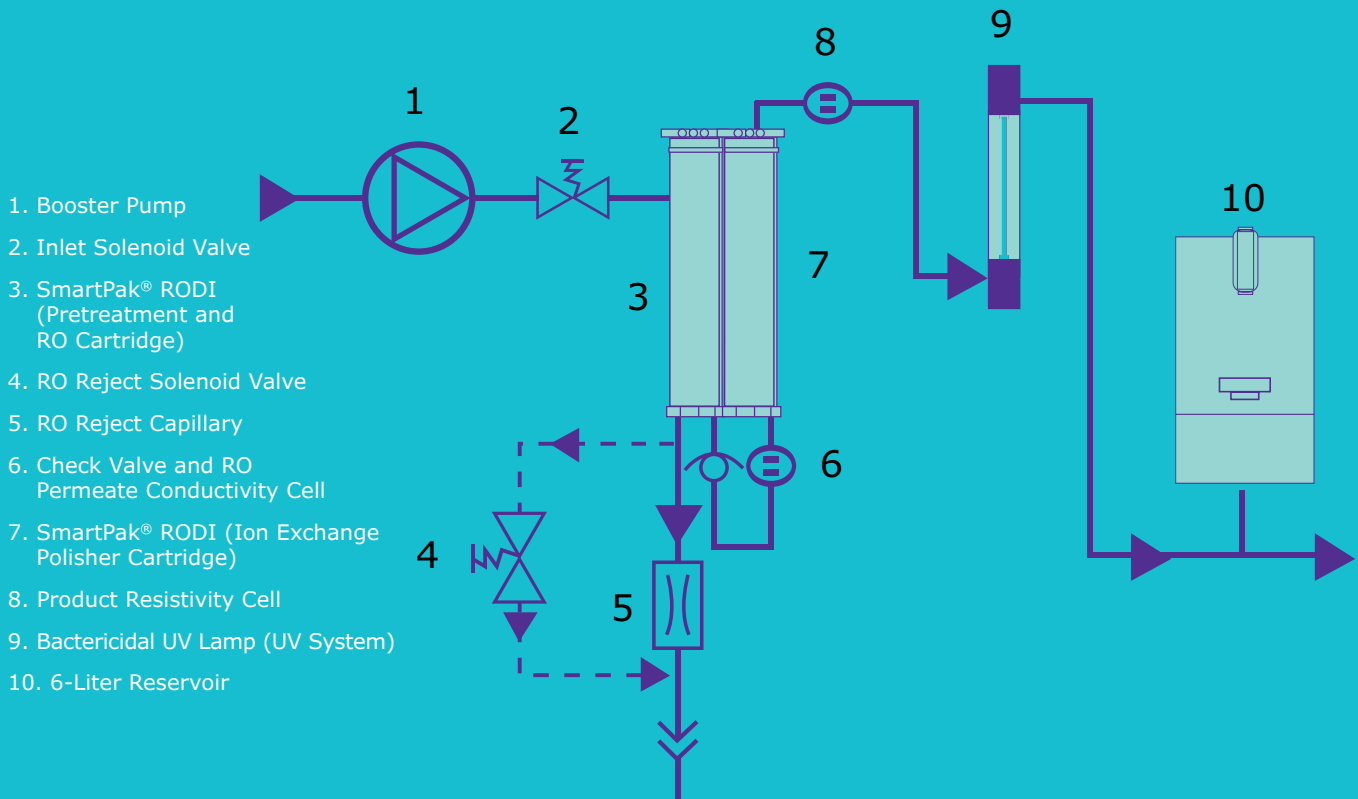 1
2
3
4
5
6
7
8
9
10
1. Booster Pump
2. Inlet Solenoid Valve
3. SmartPak® RODI
(Pretreatment and
RO Cartridge)
4. RO Reject Solenoid Valve
5. RO Reject Capillary
6. Check Valve and RO
Permeate Conductivity Cell
7. SmartPak® RODI (Ion Exchange
Polisher Cartridge)
8. Product Resistivity Cell
9. Bactericidal UV Lamp (UV System)
10. 6-Liter Reservoir